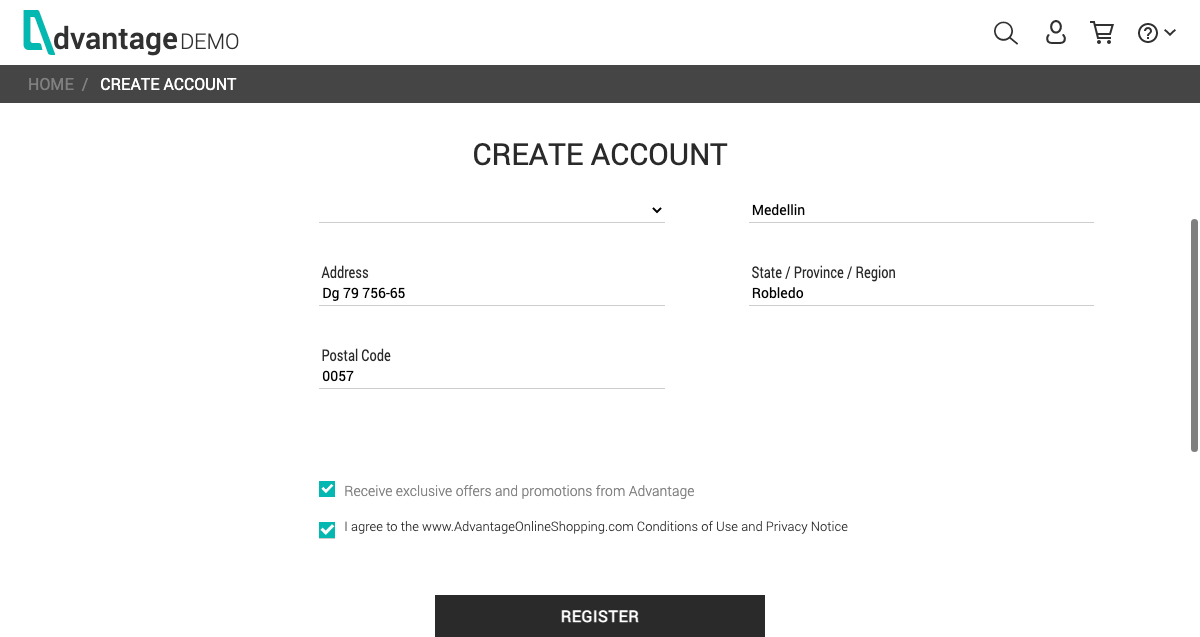 dvantage DEMO
HOME / CREATE ACCOUNT
CREATE ACCOUNT
Medellin
Address
Dg 79 756-65
State / Province / Region
Robledo
Postal Code
0057
Receive exclusive offers and promotions from Advantage
I agree to the www.AdvantageOnlineShopping.com Conditions of Use and Privacy Notice
REGISTER